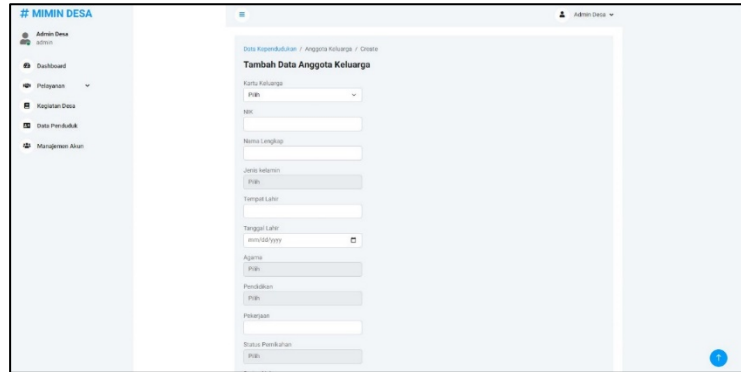 # MIMIN DESA
Admin Desa
Admin Desa
admin
Dashboard
Pelayanan
Kegiatan Desa
Data Penduduk
Manajemen Akun
Data Kependudukan / Anggota Keluarga / Create
Tambah Data Anggota Keluarga
Kartu Keluarga
Pilih
NIK
Nama Lengkap
Jenis kelamin
Pilih
Tempat Lahir
Tanggal Lahir
mm/dd/yyyy
Agama
Pilih
Pendidikan
Pilih
Pekerjaan
Status Pernikahan
Pilih